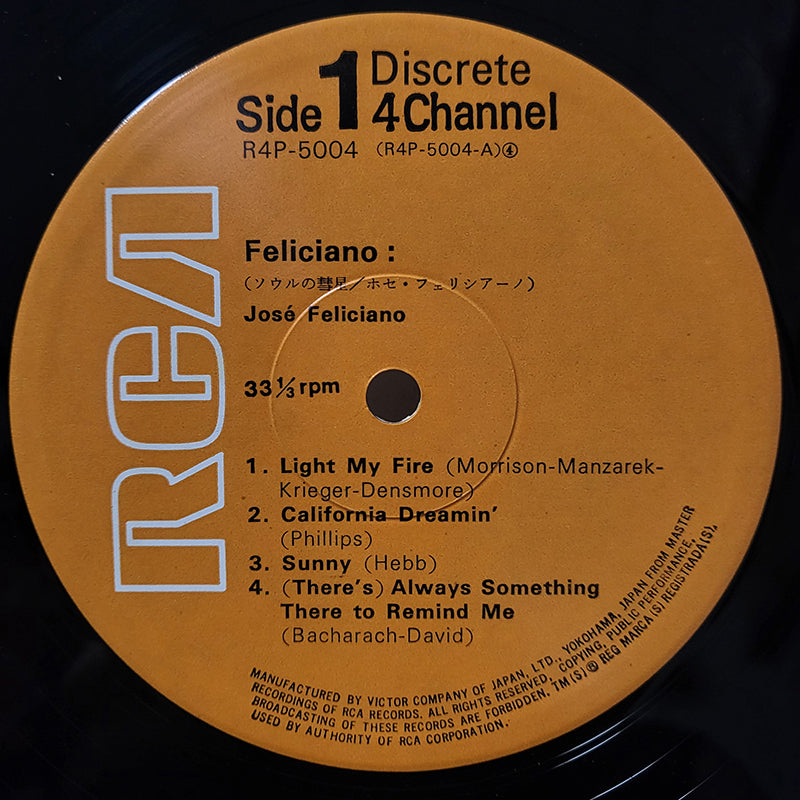 Side 1 Discrete
4 Channel
R4P-5004 (R4P-5004-A)④
RCA
Feliciano :
(ソウルの彗星／ホセ・フェリシアーノ)
José Feliciano
33⅓ rpm
1. Light My Fire (Morrison-Manzarek-
Krieger-Densmore)
2. California Dreamin'
(Phillips)
3. Sunny (Hebb)
4. (There's) Always Something
There to Remind Me
(Bacharach-David)
MANUFACTURED BY VICTOR COMPANY OF JAPAN, LTD., YOKOHAMA, JAPAN FROM MASTER
RECORDINGS OF RCA RECORDS. ALL RIGHTS RESERVED, COPYING, PUBLIC PERFORMANCE,
BROADCASTING OF THESE RECORDS ARE FORBIDDEN. TM(S)® REG MARCA(S) REGISTRADA(S).
USED BY AUTHORITY OF RCA CORPORATION.